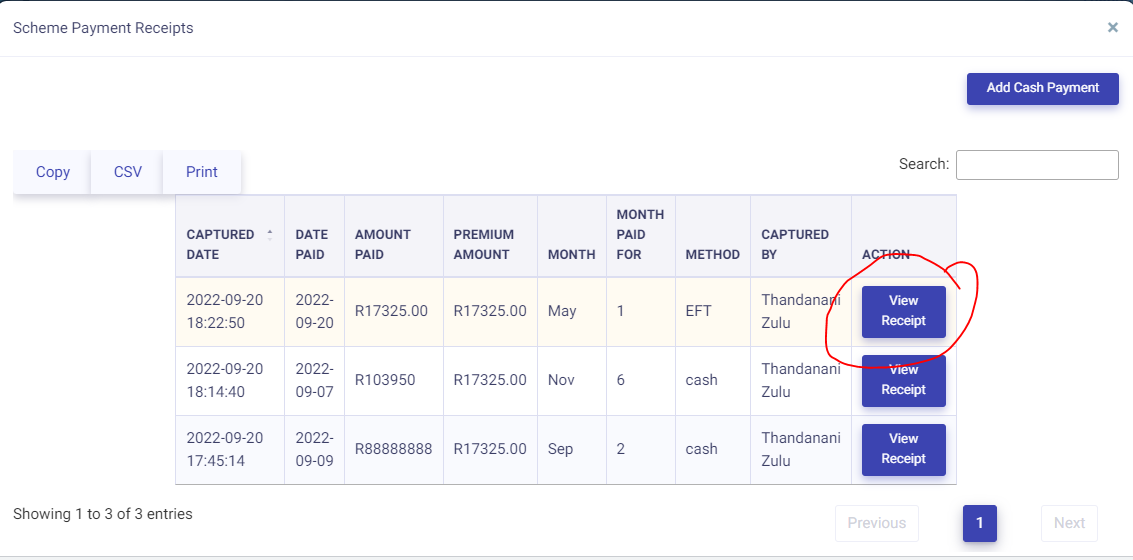 Scheme Payment Receipts ×
Add Cash Payment
Copy CSV Print Search:
CAPTURED DATE DATE PAID AMOUNT PAID PREMIUM AMOUNT MONTH MONTH PAID FOR METHOD CAPTURED BY ACTION
2022-09-20 18:22:50 2022-09-20 R17325.00 R17325.00 May 1 EFT Thandanani Zulu View Receipt
2022-09-20 18:14:40 2022-09-07 R103950 R17325.00 Nov 6 cash Thandanani Zulu View Receipt
2022-09-20 17:45:14 2022-09-09 R88888888 R17325.00 Sep 2 cash Thandanani Zulu View Receipt
Showing 1 to 3 of 3 entries Previous 1 Next